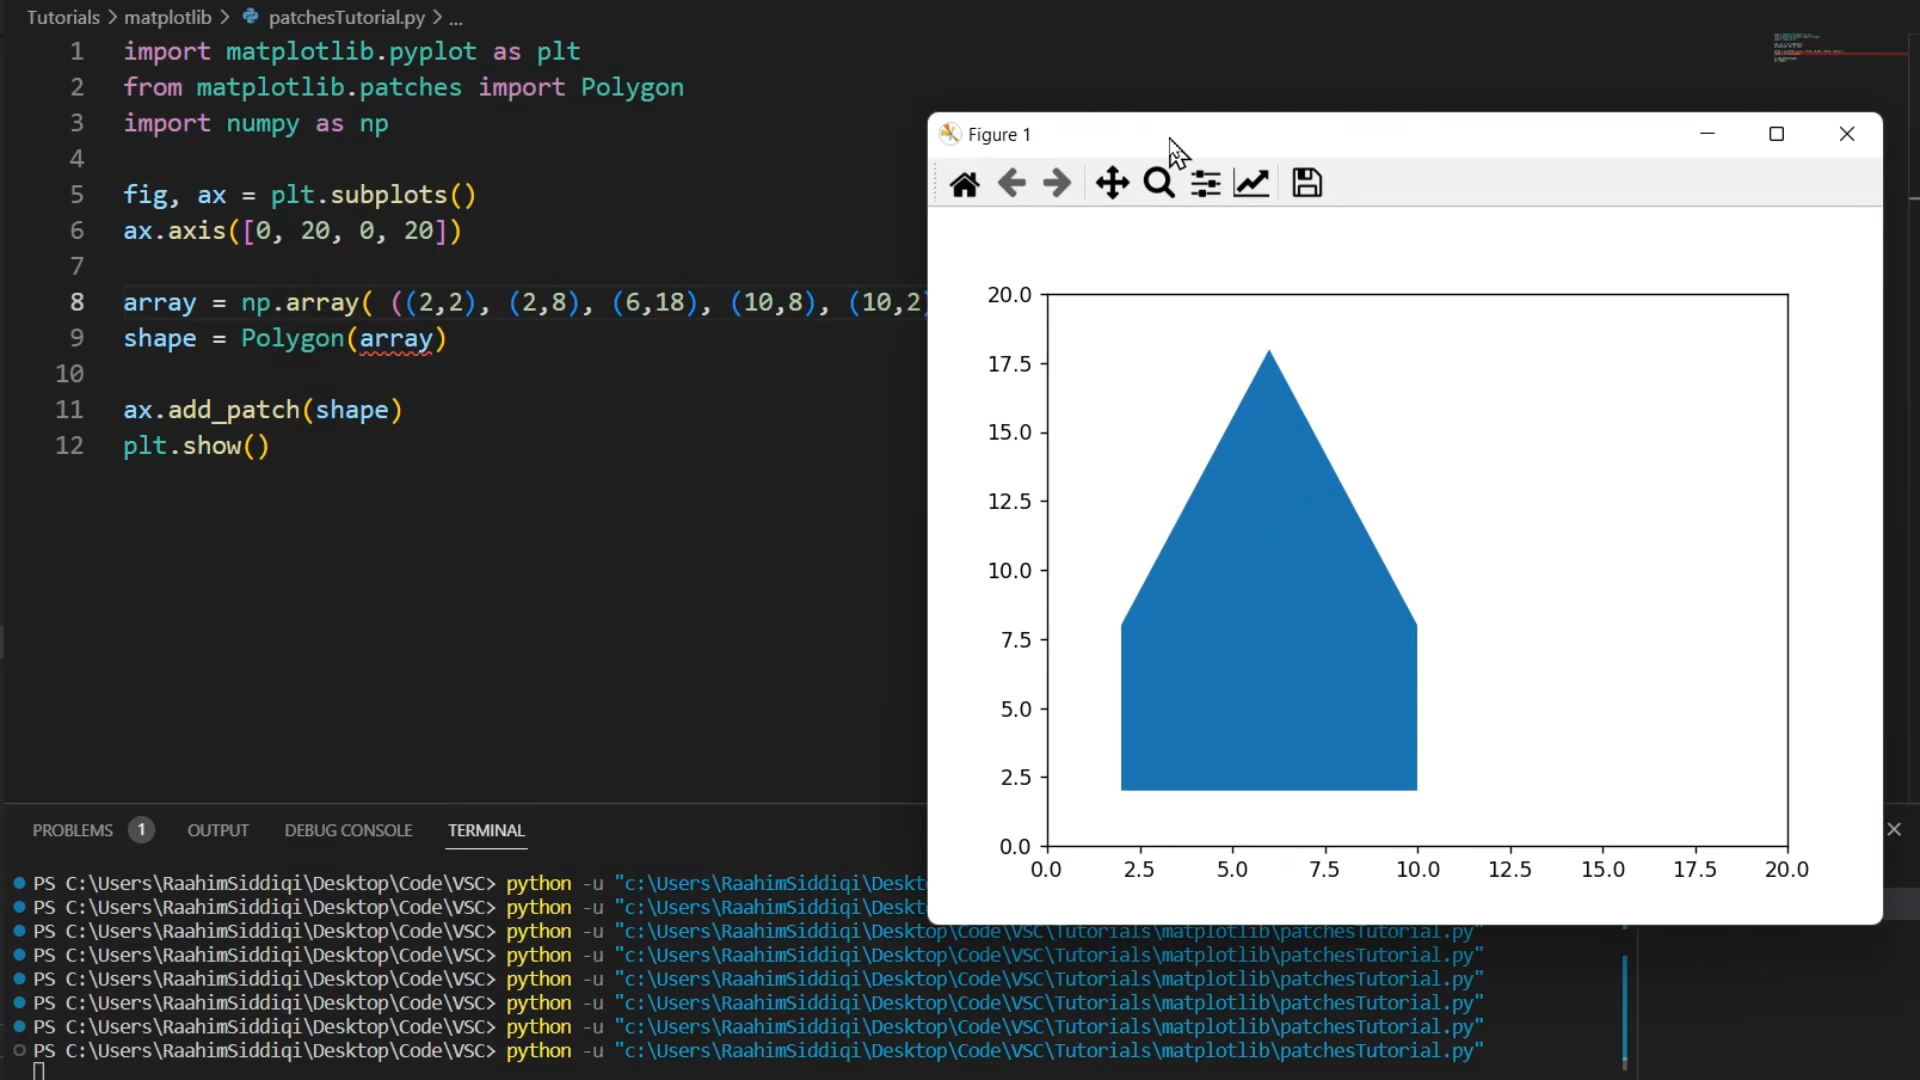 Tutorials > matplotlib > patchesTutorial.py > ...
1 import matplotlib.pyplot as plt
2 from matplotlib.patches import Polygon
3 import numpy as np
4
5 fig, ax = plt.subplots()
6 ax.axis([0, 20, 0, 20])
7
8 array = np.array( ((2,2), (2,8), (6,18), (10,8), (10,2)
9 shape = Polygon(array)
10
11 ax.add_patch(shape)
12 plt.show()
Figure 1
20.0
17.5
15.0
12.5
10.0
7.5
5.0
2.5
0.0
0.0 2.5 5.0 7.5 10.0 12.5 15.0 17.5 20.0
PROBLEMS 1 OUTPUT DEBUG CONSOLE TERMINAL
PS C:\Users\RaahimSiddiqi\Desktop\Code\VSC> python -u "c:\Users\RaahimSiddiqi\Deskt
PS C:\Users\RaahimSiddiqi\Desktop\Code\VSC> python -u "c:\Users\RaahimSiddiqi\Deskt
PS C:\Users\RaahimSiddiqi\Desktop\Code\VSC> python -u "c:\Users\RaahimSiddiqi\Desktop\Code\VSC\Tutorials\matplotlib\patchesTutorial.py"
PS C:\Users\RaahimSiddiqi\Desktop\Code\VSC> python -u "c:\Users\RaahimSiddiqi\Desktop\Code\VSC\Tutorials\matplotlib\patchesTutorial.py"
PS C:\Users\RaahimSiddiqi\Desktop\Code\VSC> python -u "c:\Users\RaahimSiddiqi\Desktop\Code\VSC\Tutorials\matplotlib\patchesTutorial.py"
PS C:\Users\RaahimSiddiqi\Desktop\Code\VSC> python -u "c:\Users\RaahimSiddiqi\Desktop\Code\VSC\Tutorials\matplotlib\patchesTutorial.py"
PS C:\Users\RaahimSiddiqi\Desktop\Code\VSC> python -u "c:\Users\RaahimSiddiqi\Desktop\Code\VSC\Tutorials\matplotlib\patchesTutorial.py"
PS C:\Users\RaahimSiddiqi\Desktop\Code\VSC> python -u "c:\Users\RaahimSiddiqi\Desktop\Code\VSC\Tutorials\matplotlib\patchesTutorial.py"